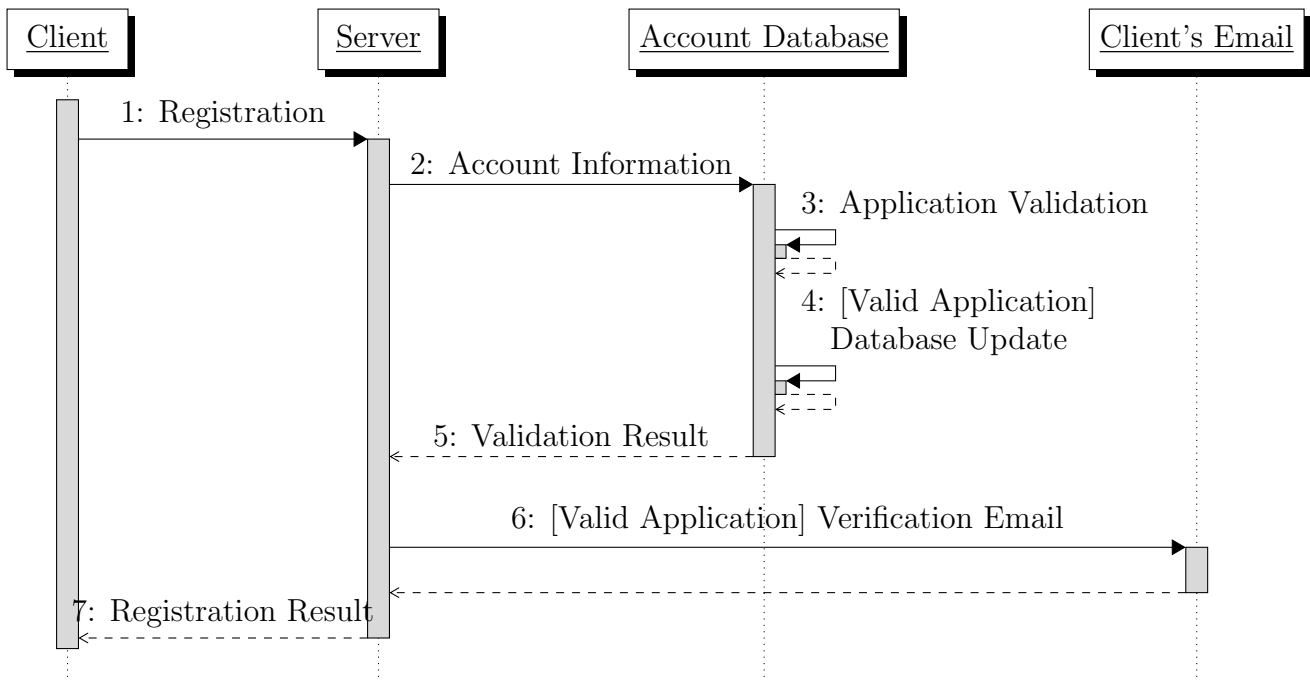 Client
Server
Account Database
Client's Email
1: Registration
2: Account Information
3: Application Validation
4: [Valid Application]
Database Update
5: Validation Result
6: [Valid Application] Verification Email
7: Registration Result